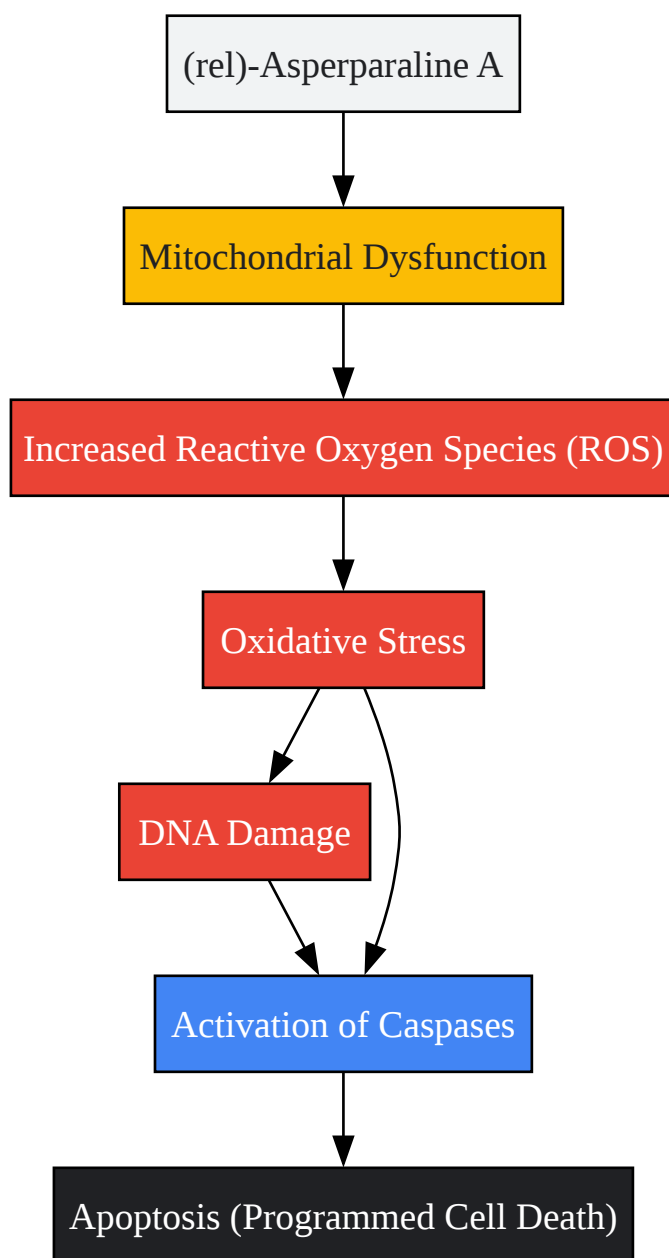 (rel)-Asperparaline A
Mitochondrial Dysfunction
Increased Reactive Oxygen Species (ROS)
Oxidative Stress
DNA Damage
Activation of Caspases
Apoptosis (Programmed Cell Death)